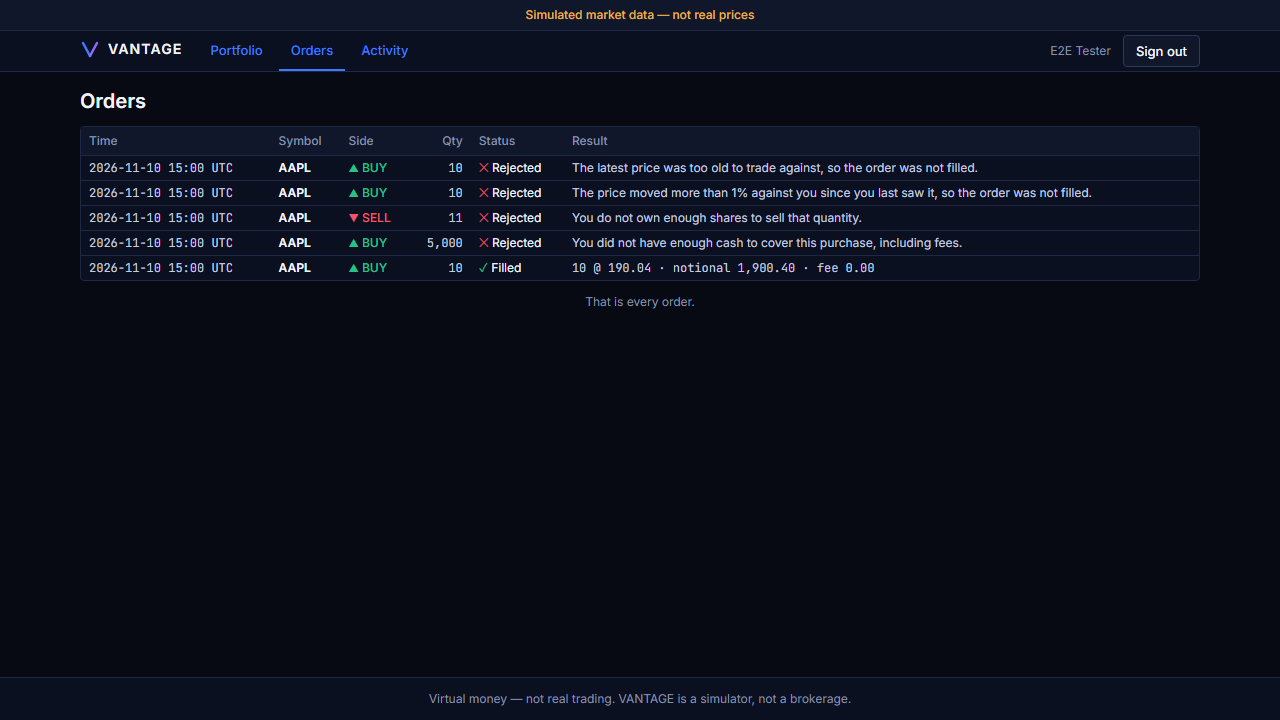 Simulated market data — not real prices
VANTAGE Portfolio Orders Activity E2E Tester Sign out
Orders
Time Symbol Side Qty Status Result
2026-11-10 15:00 UTC AAPL ▲ BUY 10 ✕ Rejected The latest price was too old to trade against, so the order was not filled.
2026-11-10 15:00 UTC AAPL ▲ BUY 10 ✕ Rejected The price moved more than 1% against you since you last saw it, so the order was not filled.
2026-11-10 15:00 UTC AAPL ▼ SELL 11 ✕ Rejected You do not own enough shares to sell that quantity.
2026-11-10 15:00 UTC AAPL ▲ BUY 5,000 ✕ Rejected You did not have enough cash to cover this purchase, including fees.
2026-11-10 15:00 UTC AAPL ▲ BUY 10 ✓ Filled 10 @ 190.04 · notional 1,900.40 · fee 0.00
That is every order.
Virtual money — not real trading. VANTAGE is a simulator, not a brokerage.